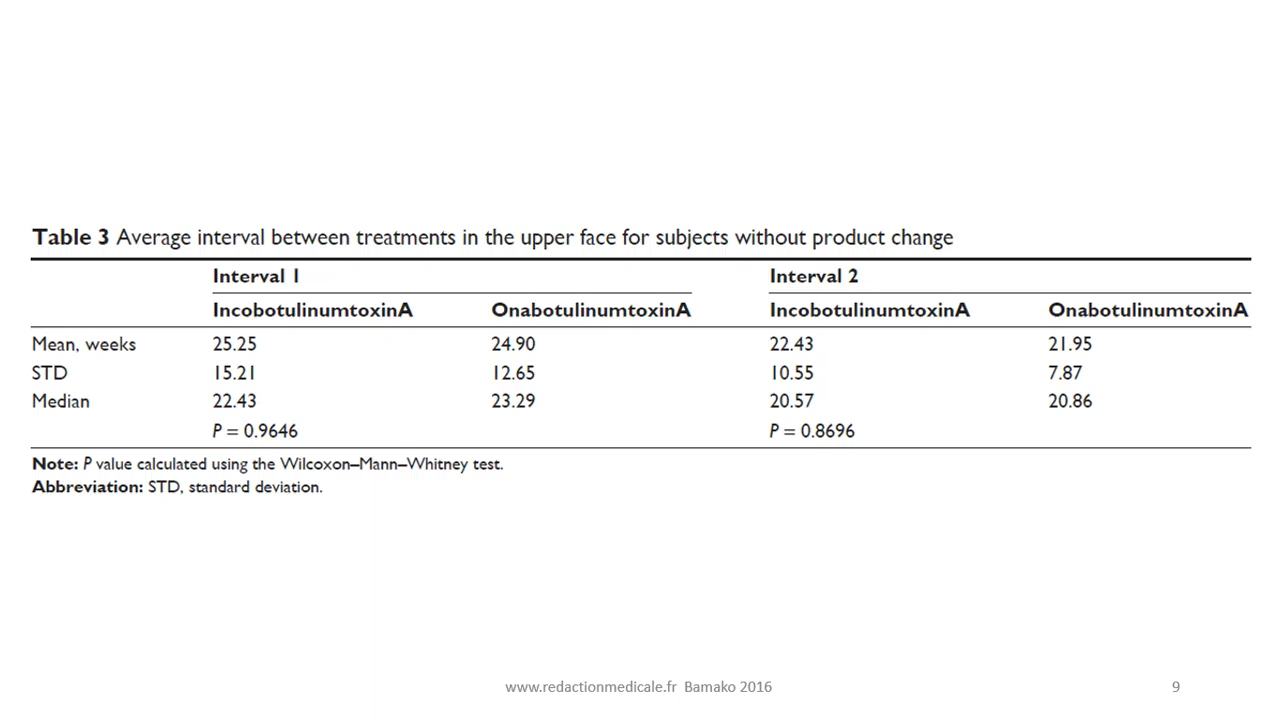 Table 3 Average interval between treatments in the upper face for subjects without product change
Interval 1 Interval 2
IncobotulinumtoxinA OnabotulinumtoxinA IncobotulinumtoxinA OnabotulinumtoxinA
Mean, weeks 25.25 24.90 22.43 21.95
STD 15.21 12.65 10.55 7.87
Median 22.43 23.29 20.57 20.86
P = 0.9646 P = 0.8696
Note: P value calculated using the Wilcoxon–Mann–Whitney test.
Abbreviation: STD, standard deviation.
www.redactionmedicale.fr Bamako 2016 9